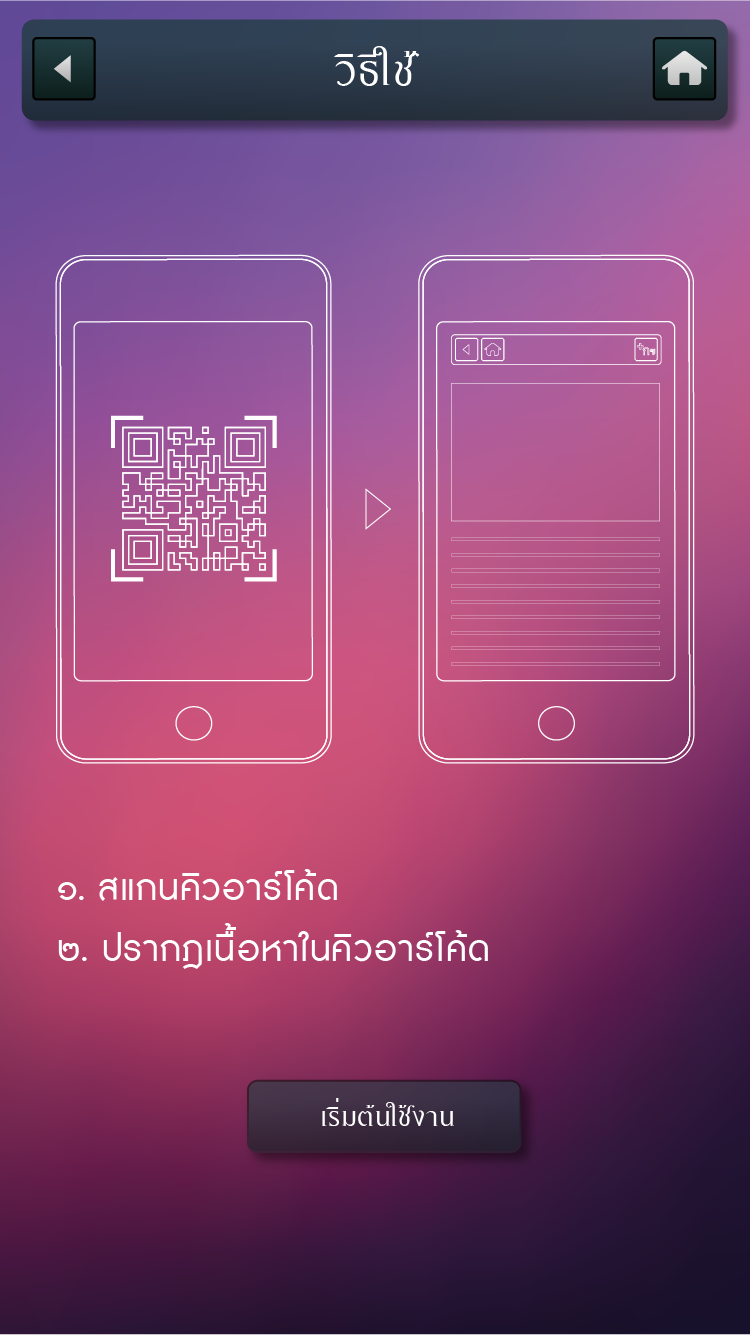 วิธีใช้
๑. สแกนคิวอาร์โค้ด
๒. ปรากฏเนื้อหาในคิวอาร์โค้ด
เริ่มต้นใช้งาน